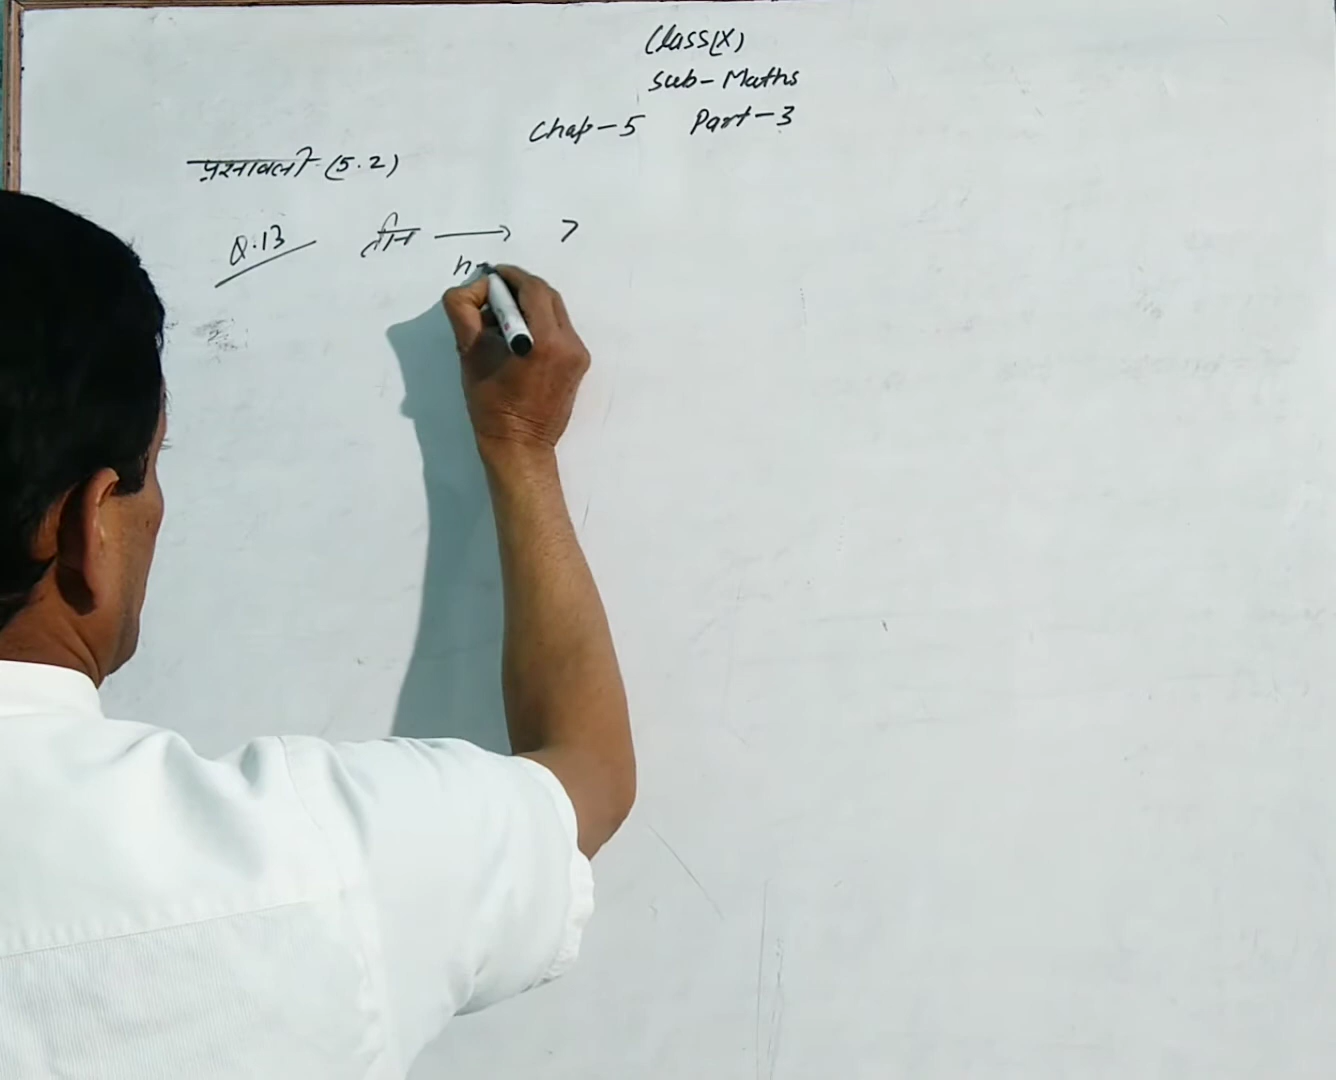 Class(X)
Sub-Maths
Chap-5 Part-3
प्रश्नावली (5.2)
Q.13 तीन → 7
n